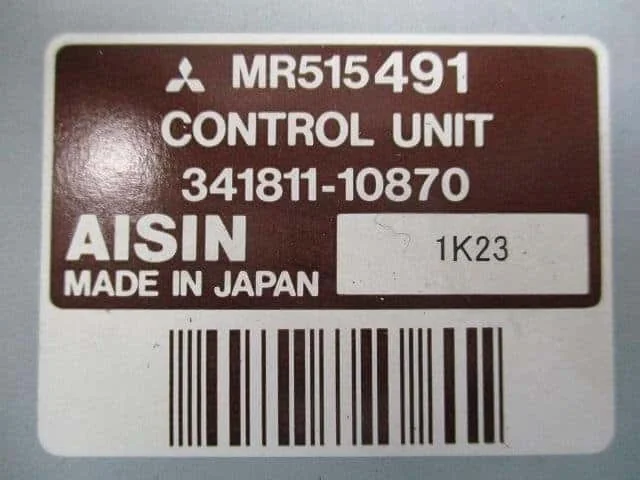 MR515491
CONTROL UNIT
341811-10870
AISIN
MADE IN JAPAN
1K23